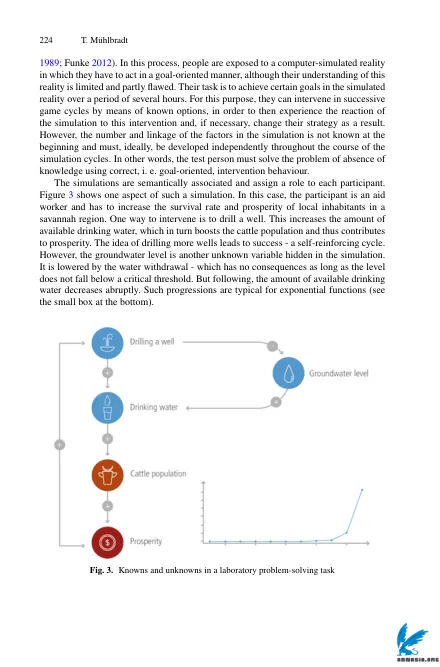 224 T. Mühlbradt
1989; Funke 2012). In this process, people are exposed to a computer-simulated reality
in which they have to act in a goal-oriented manner, although their understanding of this
reality is limited and partly flawed. Their task is to achieve certain goals in the simulated
reality over a period of several hours. For this purpose, they can intervene in successive
game cycles by means of known options, in order to then experience the reaction of
the simulation to this intervention and, if necessary, change their strategy as a result.
However, the number and linkage of the factors in the simulation is not known at the
beginning and must, ideally, be developed independently throughout the course of the
simulation cycles. In other words, the test person must solve the problem of absence of
knowledge using correct, i. e. goal-oriented, intervention behaviour.
The simulations are semantically associated and assign a role to each participant.
Figure 3 shows one aspect of such a simulation. In this case, the participant is an aid
worker and has to increase the survival rate and prosperity of local inhabitants in a
savannah region. One way to intervene is to drill a well. This increases the amount of
available drinking water, which in turn boosts the cattle population and thus contributes
to prosperity. The idea of drilling more wells leads to success - a self-reinforcing cycle.
However, the groundwater level is another unknown variable hidden in the simulation.
It is lowered by the water withdrawal - which has no consequences as long as the level
does not fall below a critical threshold. But following, the amount of available drinking
water decreases abruptly. Such progressions are typical for exponential functions (see
the small box at the bottom).
Drilling a well
Groundwater level
Drinking water
Cattle population
$ Prosperity
Fig. 3. Knowns and unknowns in a laboratory problem-solving task